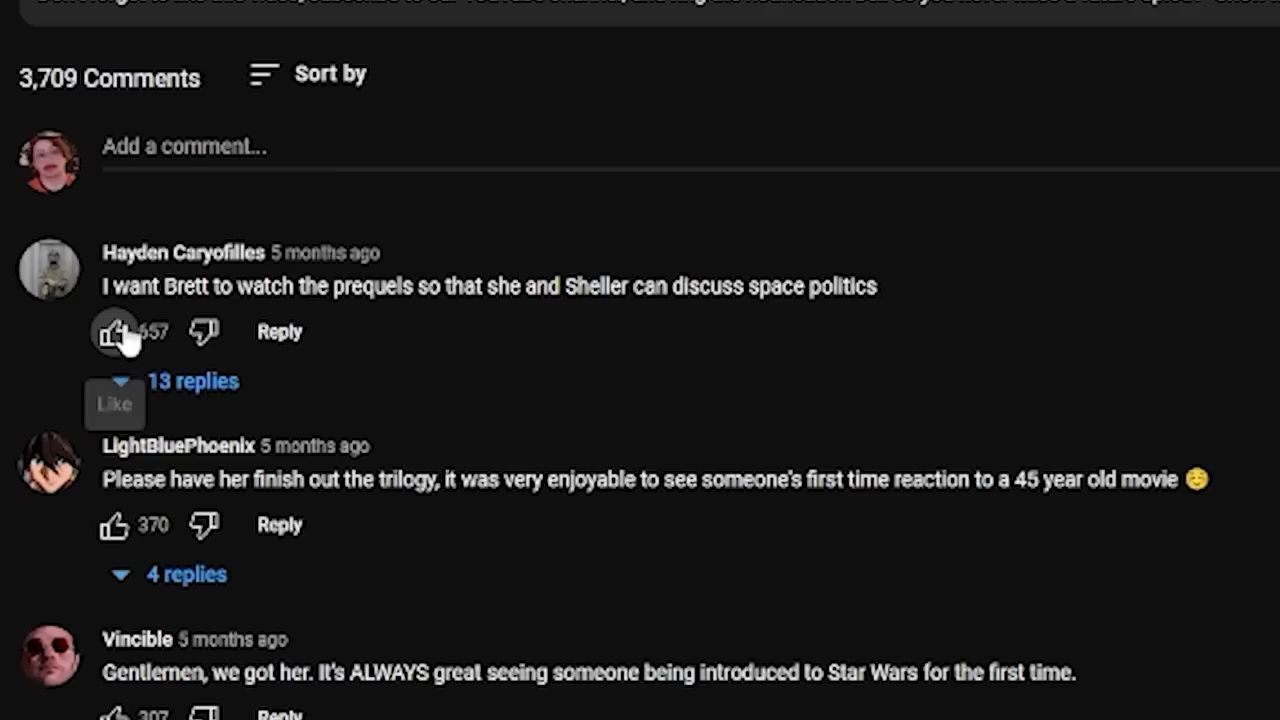 3,709 Comments
Sort by
Add a comment...
Hayden Caryofilles 5 months ago
I want Brett to watch the prequels so that she and Sheller can discuss space politics
657
Reply
13 replies
Like
LightBluePhoenix 5 months ago
Please have her finish out the trilogy, it was very enjoyable to see someone's first time reaction to a 45 year old movie ☺️
370
Reply
4 replies
Vincible 5 months ago
Gentlemen, we got her. It's ALWAYS great seeing someone being introduced to Star Wars for the first time.
307
Reply